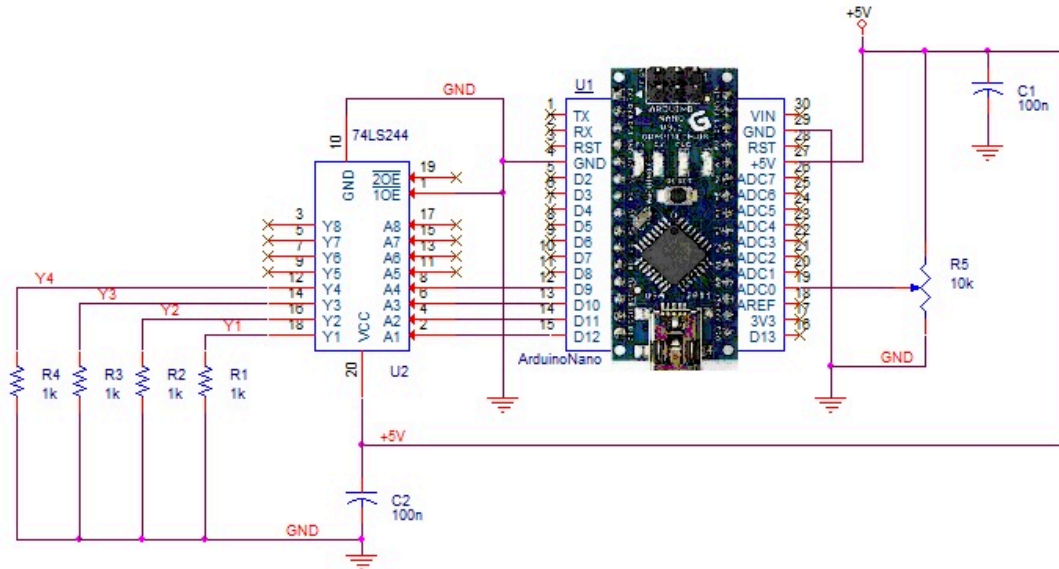 +5V
C1
100n
GND
U1
74LS244
10
GND
19
2OE
1
1OE
3
Y8
17
A8
5
Y7
15
A7
7
Y6
13
A6
9
Y5
11
A5
12
Y4
8
A4
14
Y3
6
A3
16
Y2
4
A2
18
Y1
2
A1
VCC
20
U2
Y4
Y3
Y2
Y1
R4
1k
R3
1k
R2
1k
R1
1k
+5V
C2
100n
GND
1
TX
2
RX
3
RST
4
GND
5
D2
6
D3
7
D4
8
D5
9
D6
10
D7
11
D8
12
D9
13
D10
14
D11
15
D12
ArduinoNano
ARDUINO
NANO
V3.
G
RESET
30
VIN
29
GND
28
RST
27
+5V
26
ADC7
25
ADC6
24
ADC5
23
ADC4
22
ADC3
21
ADC2
20
ADC1
19
ADC0
18
AREF
17
3V3
16
D13
R5
10k
GND